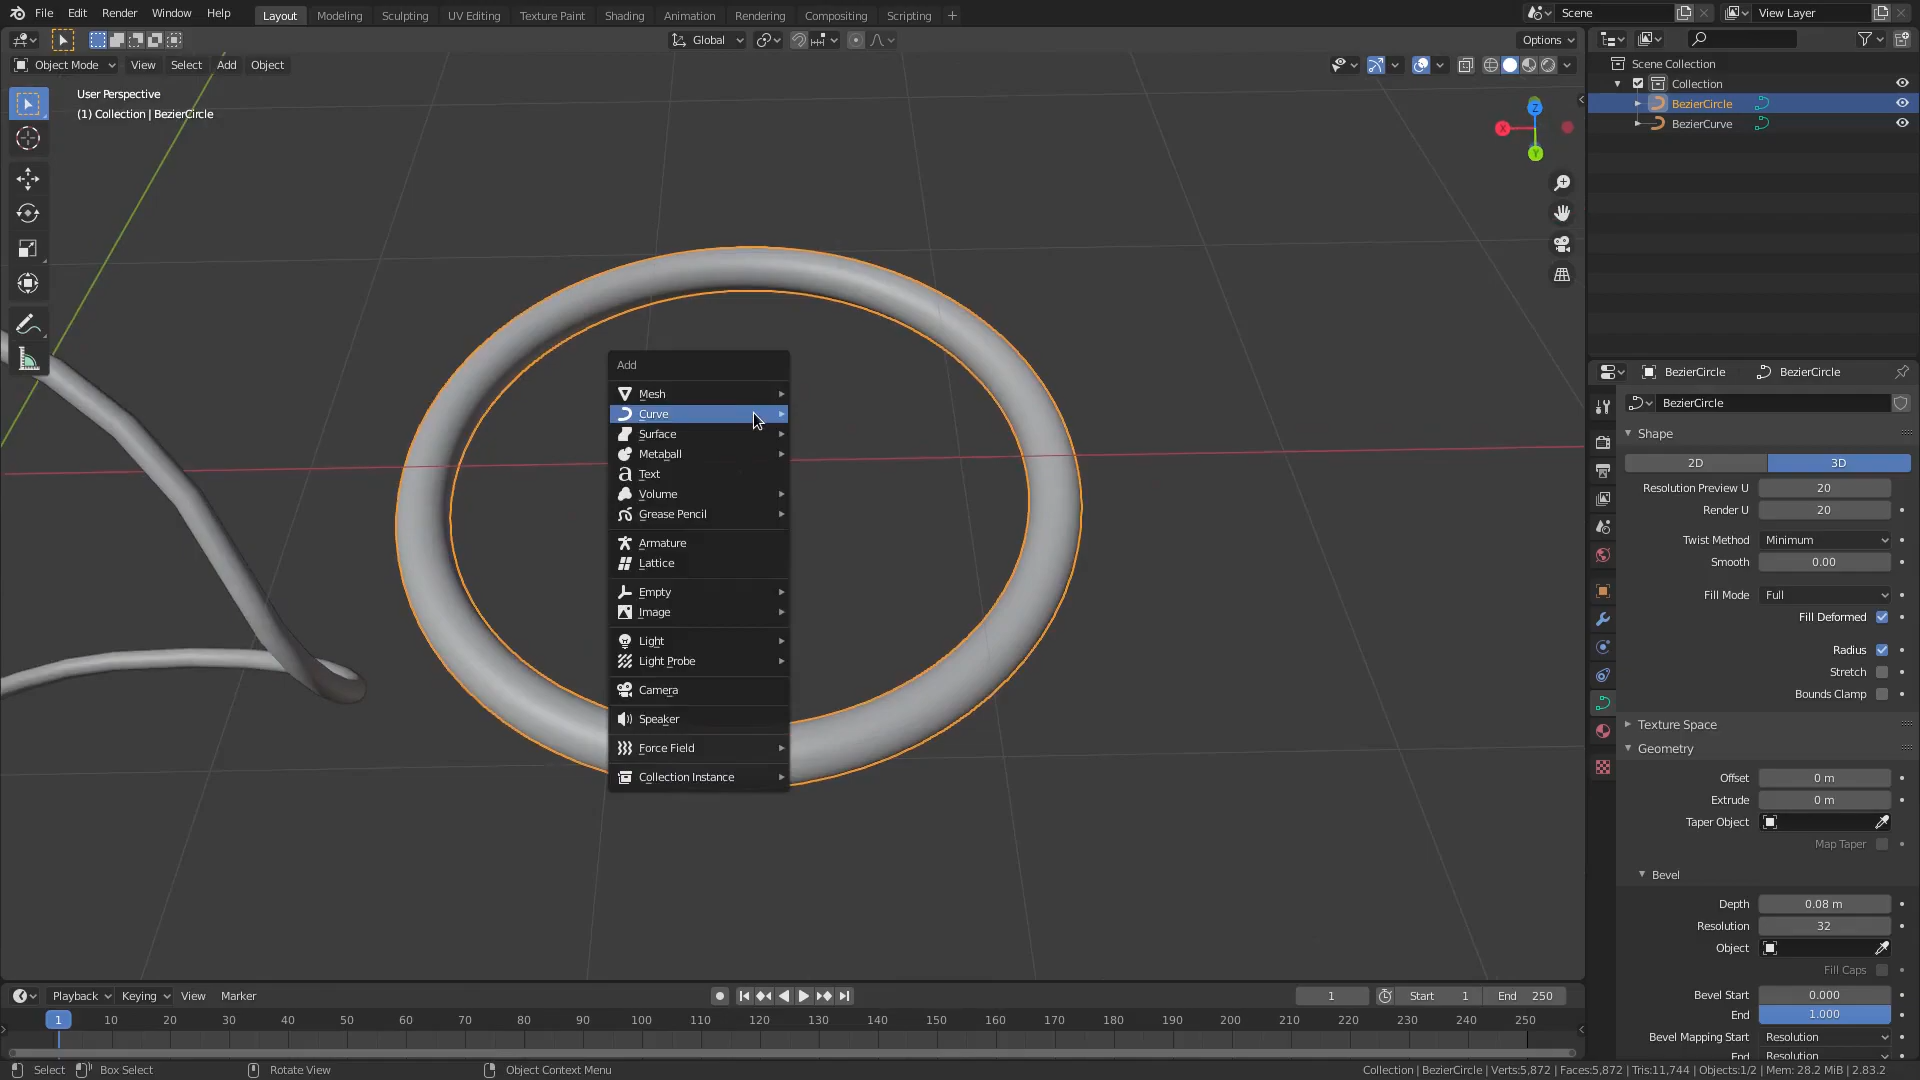 File Edit Render Window Help
Layout Modeling Sculpting UV Editing Texture Paint Shading Animation Rendering Compositing Scripting +
Scene
View Layer
Global
Options
Object Mode View Select Add Object
User Perspective
(1) Collection | BezierCircle
Z
X
Y
Scene Collection
Collection
BezierCircle
BezierCurve
Add
Mesh
Curve
Surface
Metaball
Text
Volume
Grease Pencil
Armature
Lattice
Empty
Image
Light
Light Probe
Camera
Speaker
Force Field
Collection Instance
BezierCircle BezierCircle
BezierCircle
Shape
2D 3D
Resolution Preview U 20
Render U 20
Twist Method Minimum
Smooth 0.00
Fill Mode Full
Fill Deformed
Radius
Stretch
Bounds Clamp
Texture Space
Geometry
Offset 0 m
Extrude 0 m
Taper Object
Map Taper
Bevel
Depth 0.08 m
Resolution 32
Object
Fill Caps
Bevel Start 0.000
End 1.000
Bevel Mapping Start Resolution
End Resolution
Playback Keying View Marker
1 Start 1 End 250
1 10 20 30 40 50 60 70 80 90 100 110 120 130 140 150 160 170 180 190 200 210 220 230 240 250
Select Box Select Rotate View Object Context Menu
Collection | BezierCircle | Verts:5,872 | Faces:5,872 | Tris:11,744 | Objects:1/2 | Mem: 28.2 MiB | 2.83.2